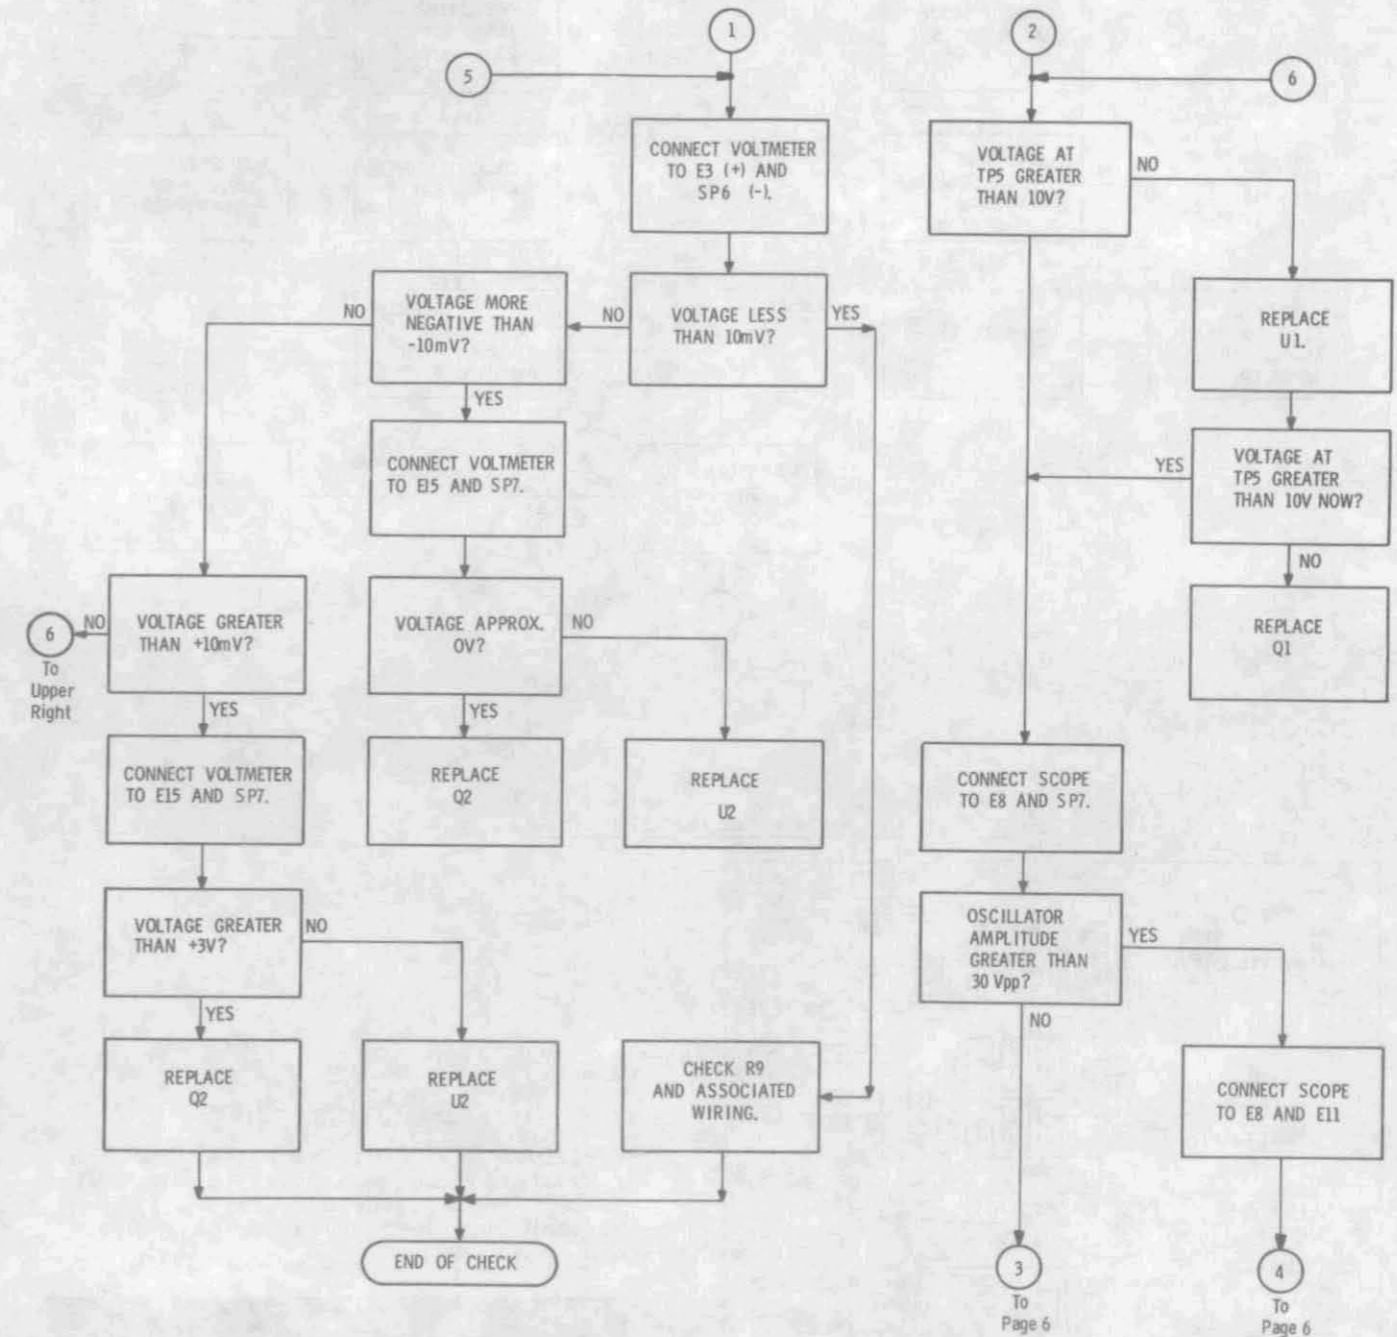 1
2
5
6
CONNECT VOLTMETER
TO E3 (+) AND
SP6 (-).
VOLTAGE AT
TP5 GREATER
THAN 10V?
NO
VOLTAGE MORE
NEGATIVE THAN
-10mV?
NO
NO
VOLTAGE LESS
THAN 10mV?
YES
REPLACE
U1.
YES
CONNECT VOLTMETER
TO E15 AND SP7.
YES
VOLTAGE AT
TP5 GREATER
THAN 10V NOW?
NO
6
To
Upper
Right
NO
VOLTAGE GREATER
THAN +10mV?
VOLTAGE APPROX.
0V?
NO
REPLACE
Q1
YES
YES
CONNECT VOLTMETER
TO E15 AND SP7.
REPLACE
Q2
REPLACE
U2
CONNECT SCOPE
TO E8 AND SP7.
VOLTAGE GREATER
THAN +3V?
NO
OSCILLATOR
AMPLITUDE
GREATER THAN
30 Vpp?
YES
YES
NO
REPLACE
Q2
REPLACE
U2
CHECK R9
AND ASSOCIATED
WIRING.
CONNECT SCOPE
TO E8 AND E11
END OF CHECK
3
To
Page 6
4
To
Page 6